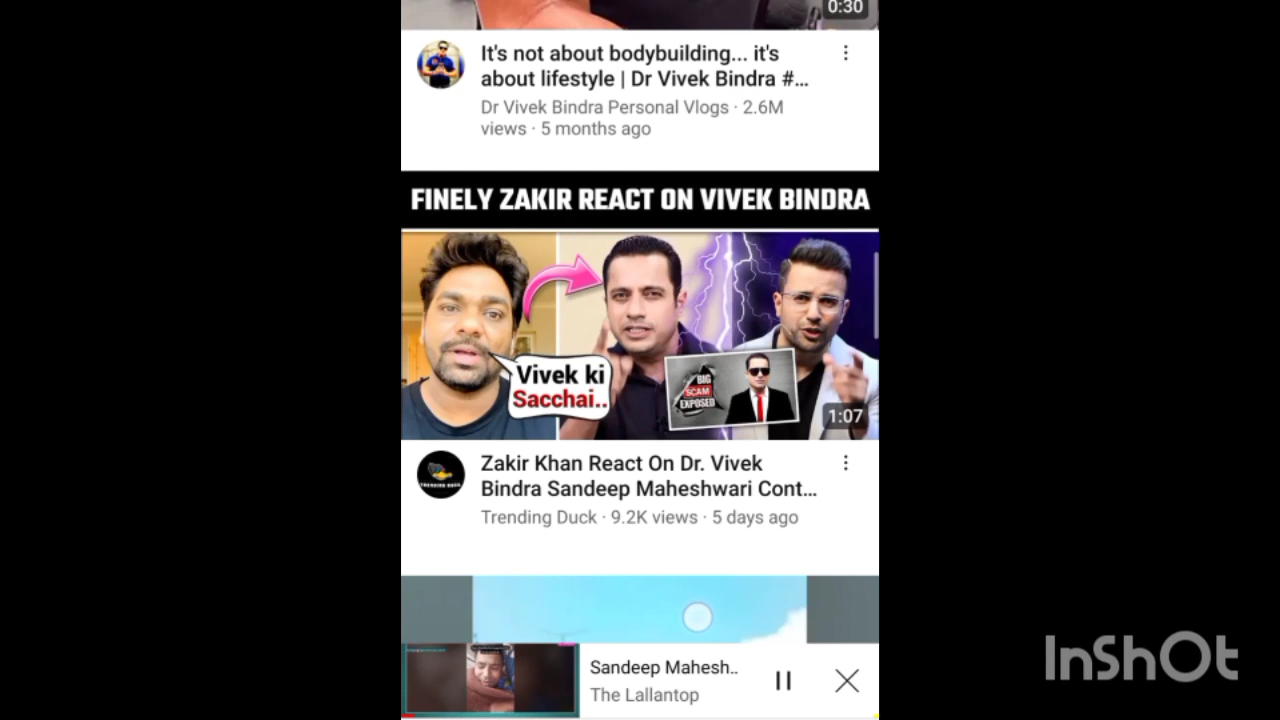 0:30
It's not about bodybuilding... it's
about lifestyle | Dr Vivek Bindra #...
Dr Vivek Bindra Personal Vlogs · 2.6M
views · 5 months ago
FINELY ZAKIR REACT ON VIVEK BINDRA
Vivek ki
Sacchai..
BIG
SCAM
EXPOSED
1:07
Zakir Khan React On Dr. Vivek
Bindra Sandeep Maheshwari Cont...
TRENDING DUCK
Trending Duck · 9.2K views · 5 days ago
Sandeep Mahesh..
The Lallantop
InShOt